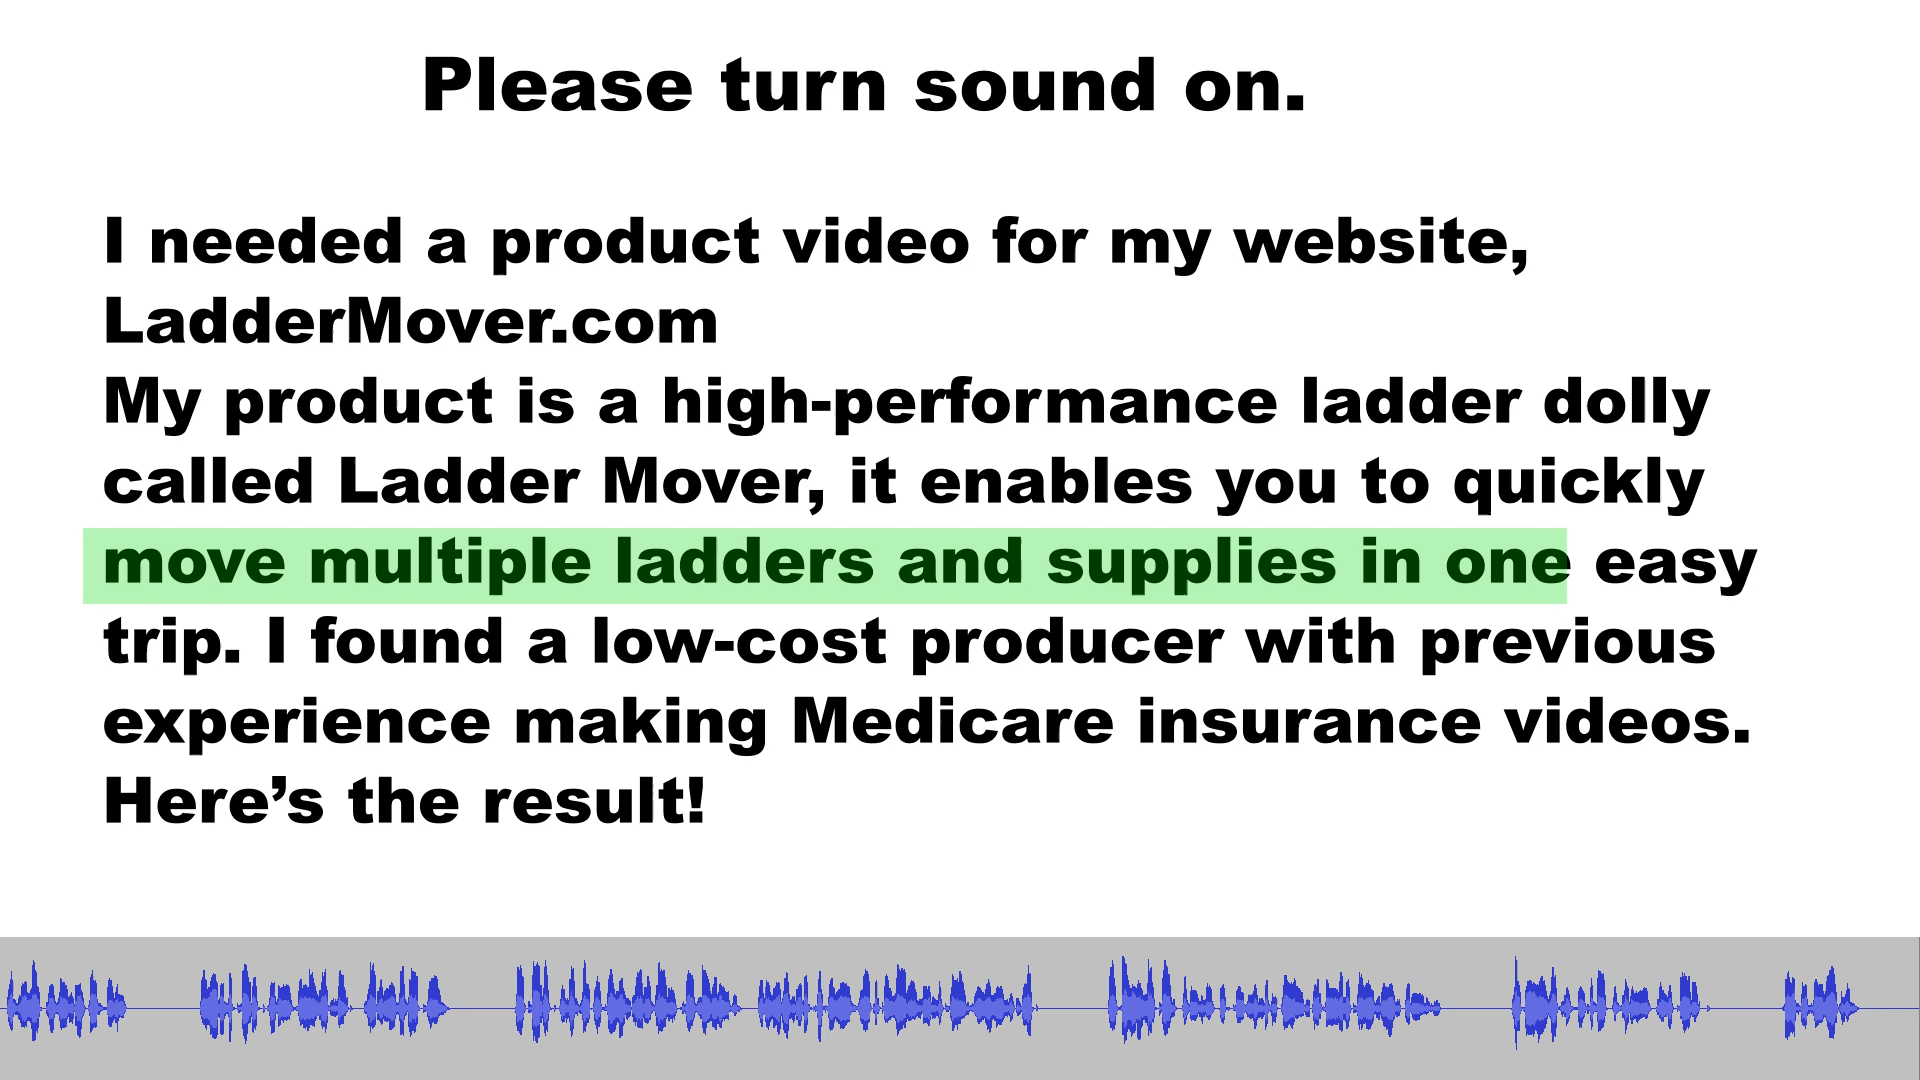 Please turn sound on.
I needed a product video for my website,
LadderMover.com
My product is a high-performance ladder dolly
called Ladder Mover, it enables you to quickly
move multiple ladders and supplies in one easy
trip. I found a low-cost producer with previous
experience making Medicare insurance videos.
Here’s the result!